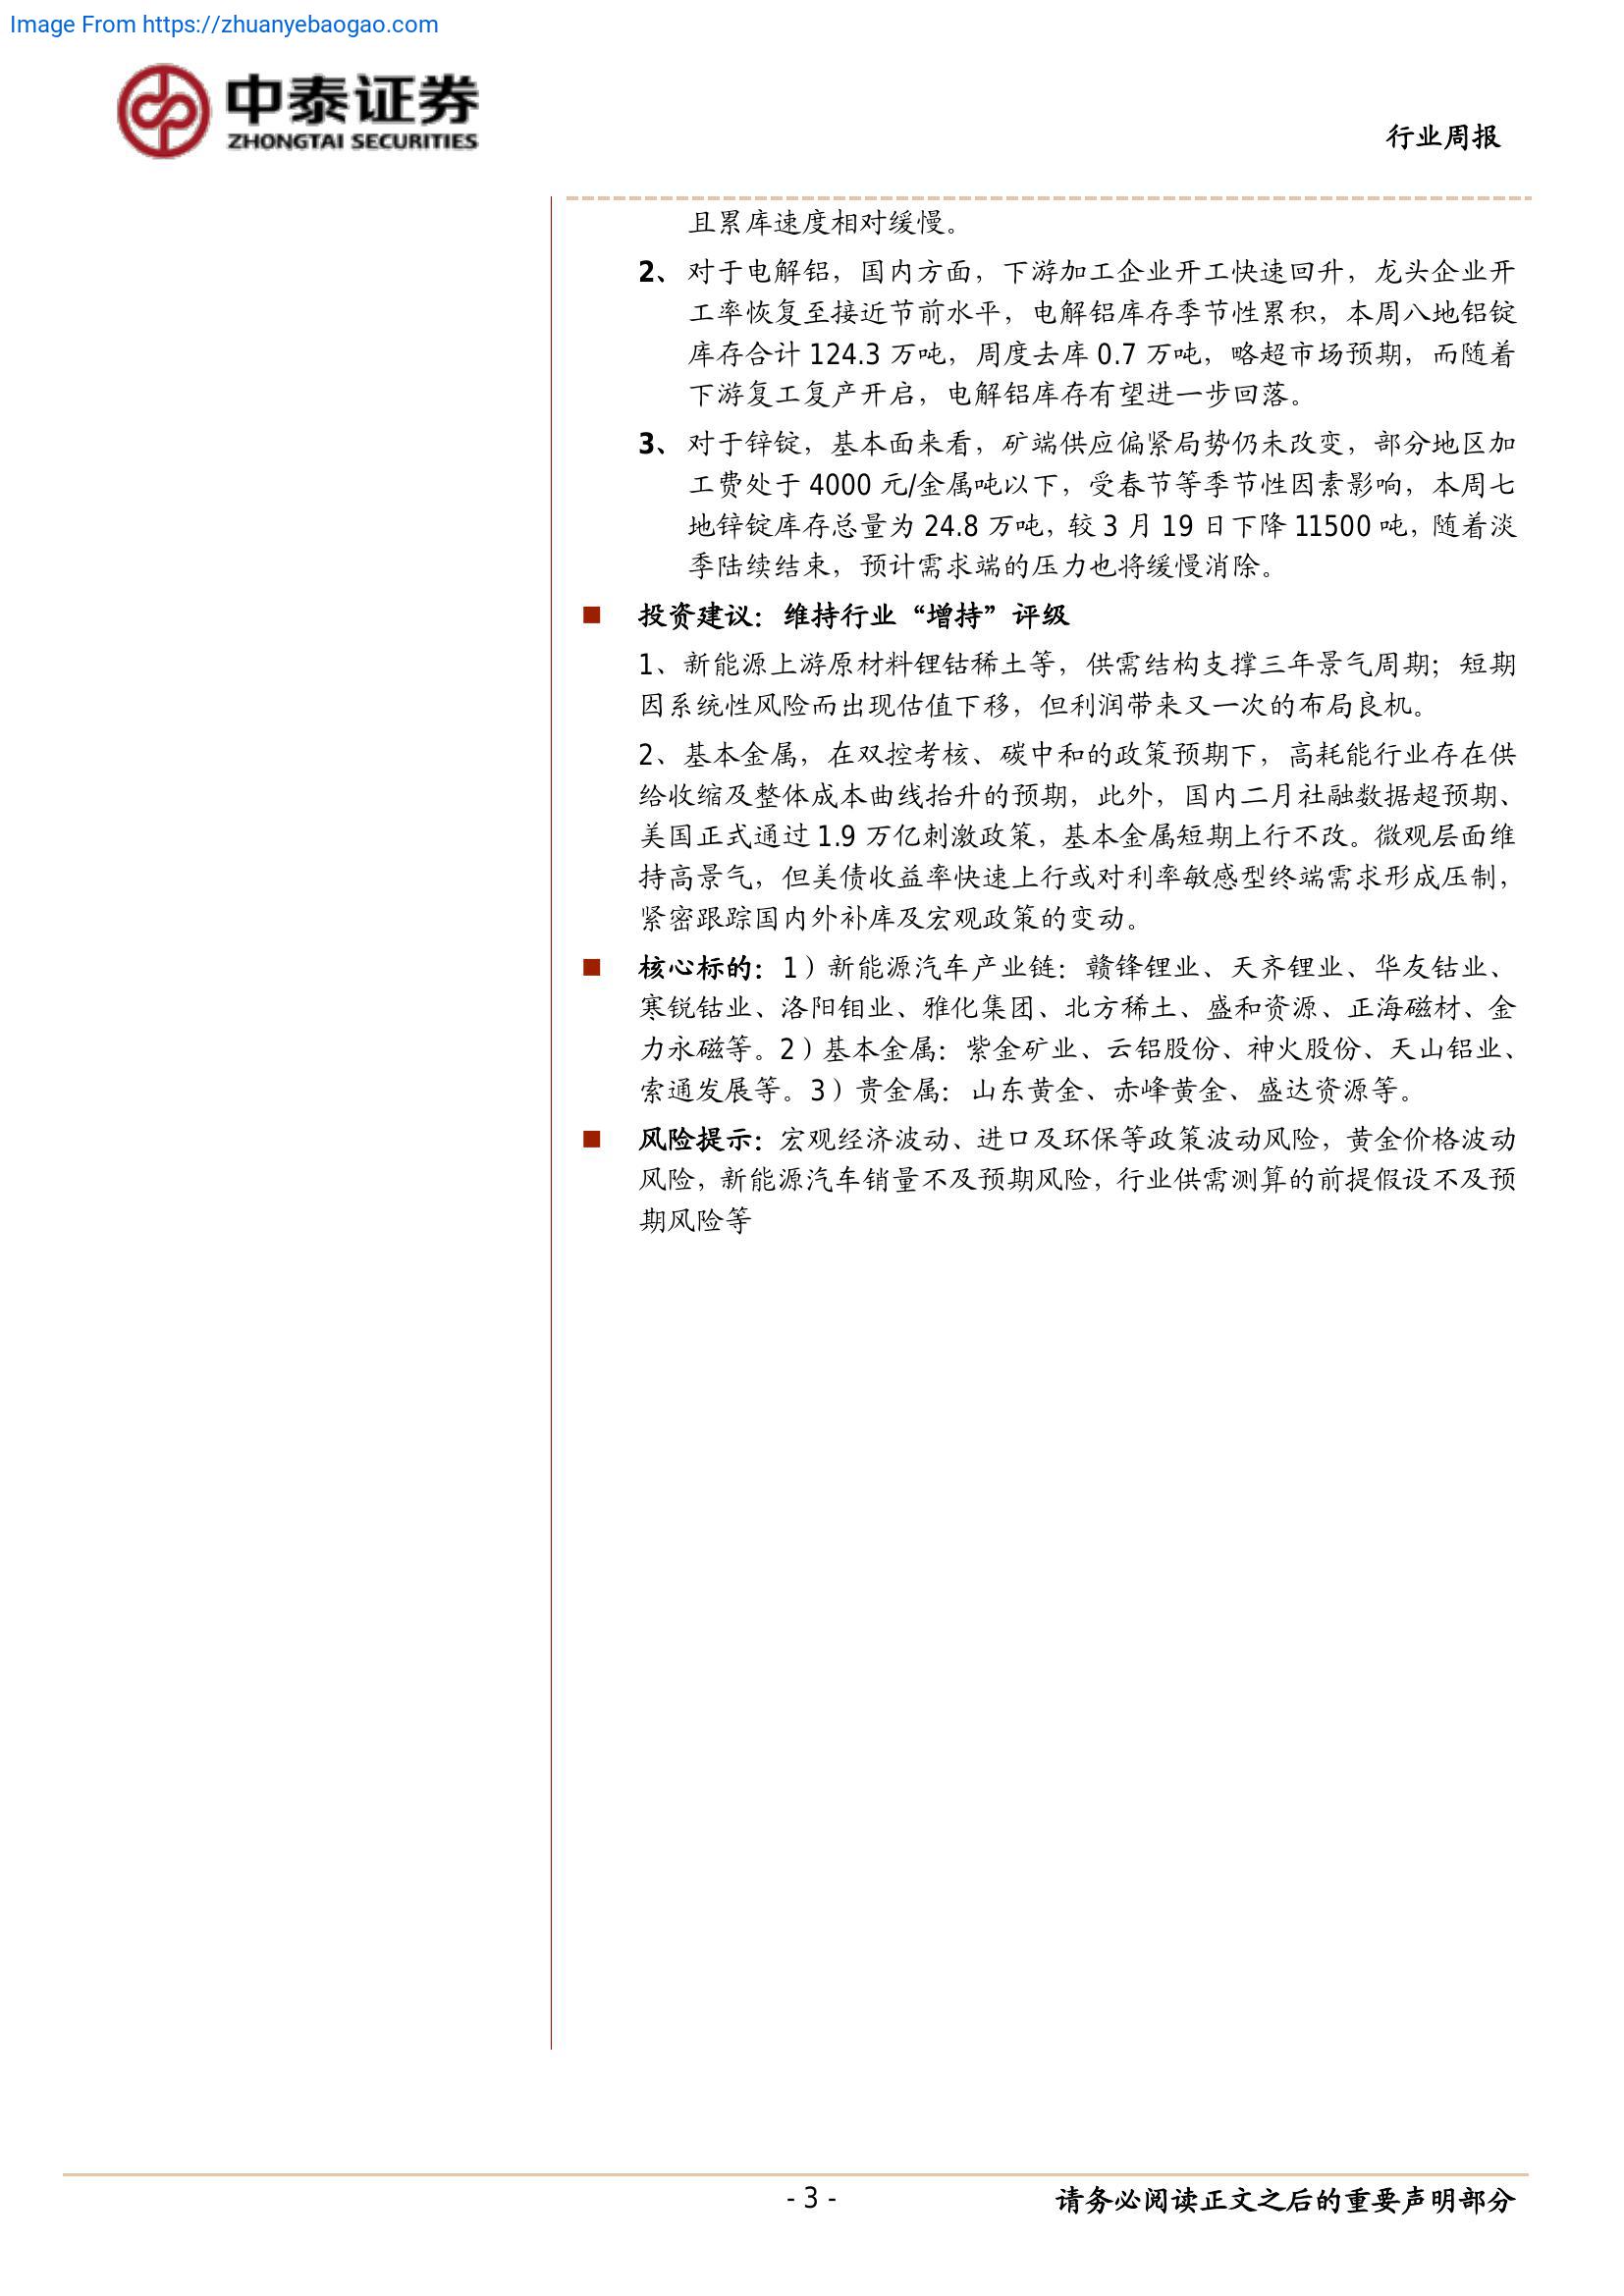 Image From https://zhuanyebaogao.com
中泰证券
ZHONGTAI SECURITIES
行业周报
且累库速度相对缓慢。
2、对于电解铝，国内方面，下游加工企业开工快速回升，龙头企业开
工率恢复至接近节前水平，电解铝库存季节性累积，本周八地铝锭
库存合计 124.3 万吨，周度去库 0.7 万吨，略超市场预期，而随着
下游复工复产开启，电解铝库存有望进一步回落。
3、对于锌锭，基本面来看，矿端供应偏紧局势仍未改变，部分地区加
工费处于 4000 元/金属吨以下，受春节等季节性因素影响，本周七
地锌锭库存总量为 24.8 万吨，较 3 月 19 日下降 11500 吨，随着淡
季陆续结束，预计需求端的压力也将缓慢消除。
■ 投资建议：维持行业“增持”评级
1、新能源上游原材料锂钴稀土等，供需结构支撑三年景气周期；短期
因系统性风险而出现估值下移，但利润带来又一次的布局良机。
2、基本金属，在双控考核、碳中和的政策预期下，高耗能行业存在供
给收缩及整体成本曲线抬升的预期，此外，国内二月社融数据超预期、
美国正式通过 1.9 万亿刺激政策，基本金属短期上行不改。微观层面维
持高景气，但美债收益率快速上行或对利率敏感型终端需求形成压制，
紧密跟踪国内外补库及宏观政策的变动。
■ 核心标的：1）新能源汽车产业链：赣锋锂业、天齐锂业、华友钴业、
寒锐钴业、洛阳钼业、雅化集团、北方稀土、盛和资源、正海磁材、金
力永磁等。2）基本金属：紫金矿业、云铝股份、神火股份、天山铝业、
索通发展等。3）贵金属：山东黄金、赤峰黄金、盛达资源等。
■ 风险提示：宏观经济波动、进口及环保等政策波动风险，黄金价格波动
风险，新能源汽车销量不及预期风险，行业供需测算的前提假设不及预
期风险等
- 3 -
请务必阅读正文之后的重要声明部分